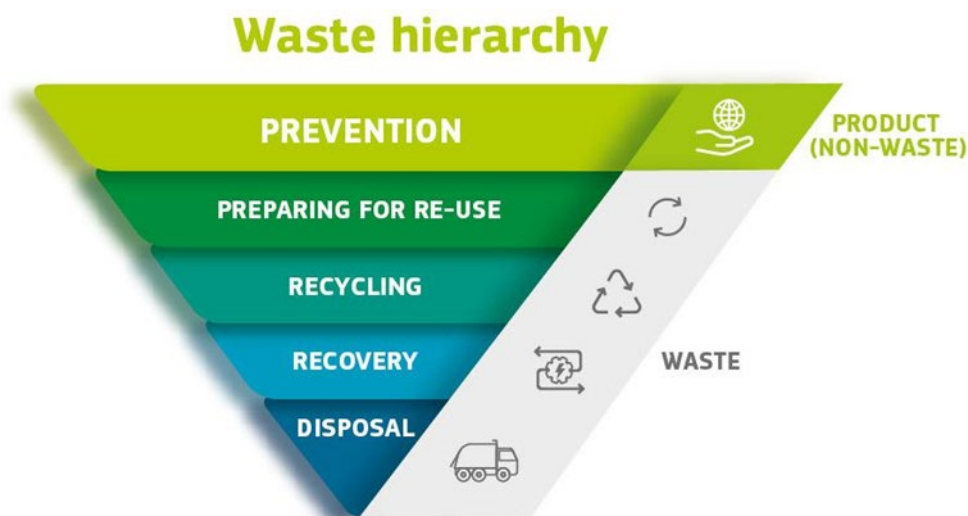 Waste hierarchy
PREVENTION
PRODUCT
(NON-WASTE)
PREPARING FOR RE-USE
RECYCLING
RECOVERY
WASTE
DISPOSAL